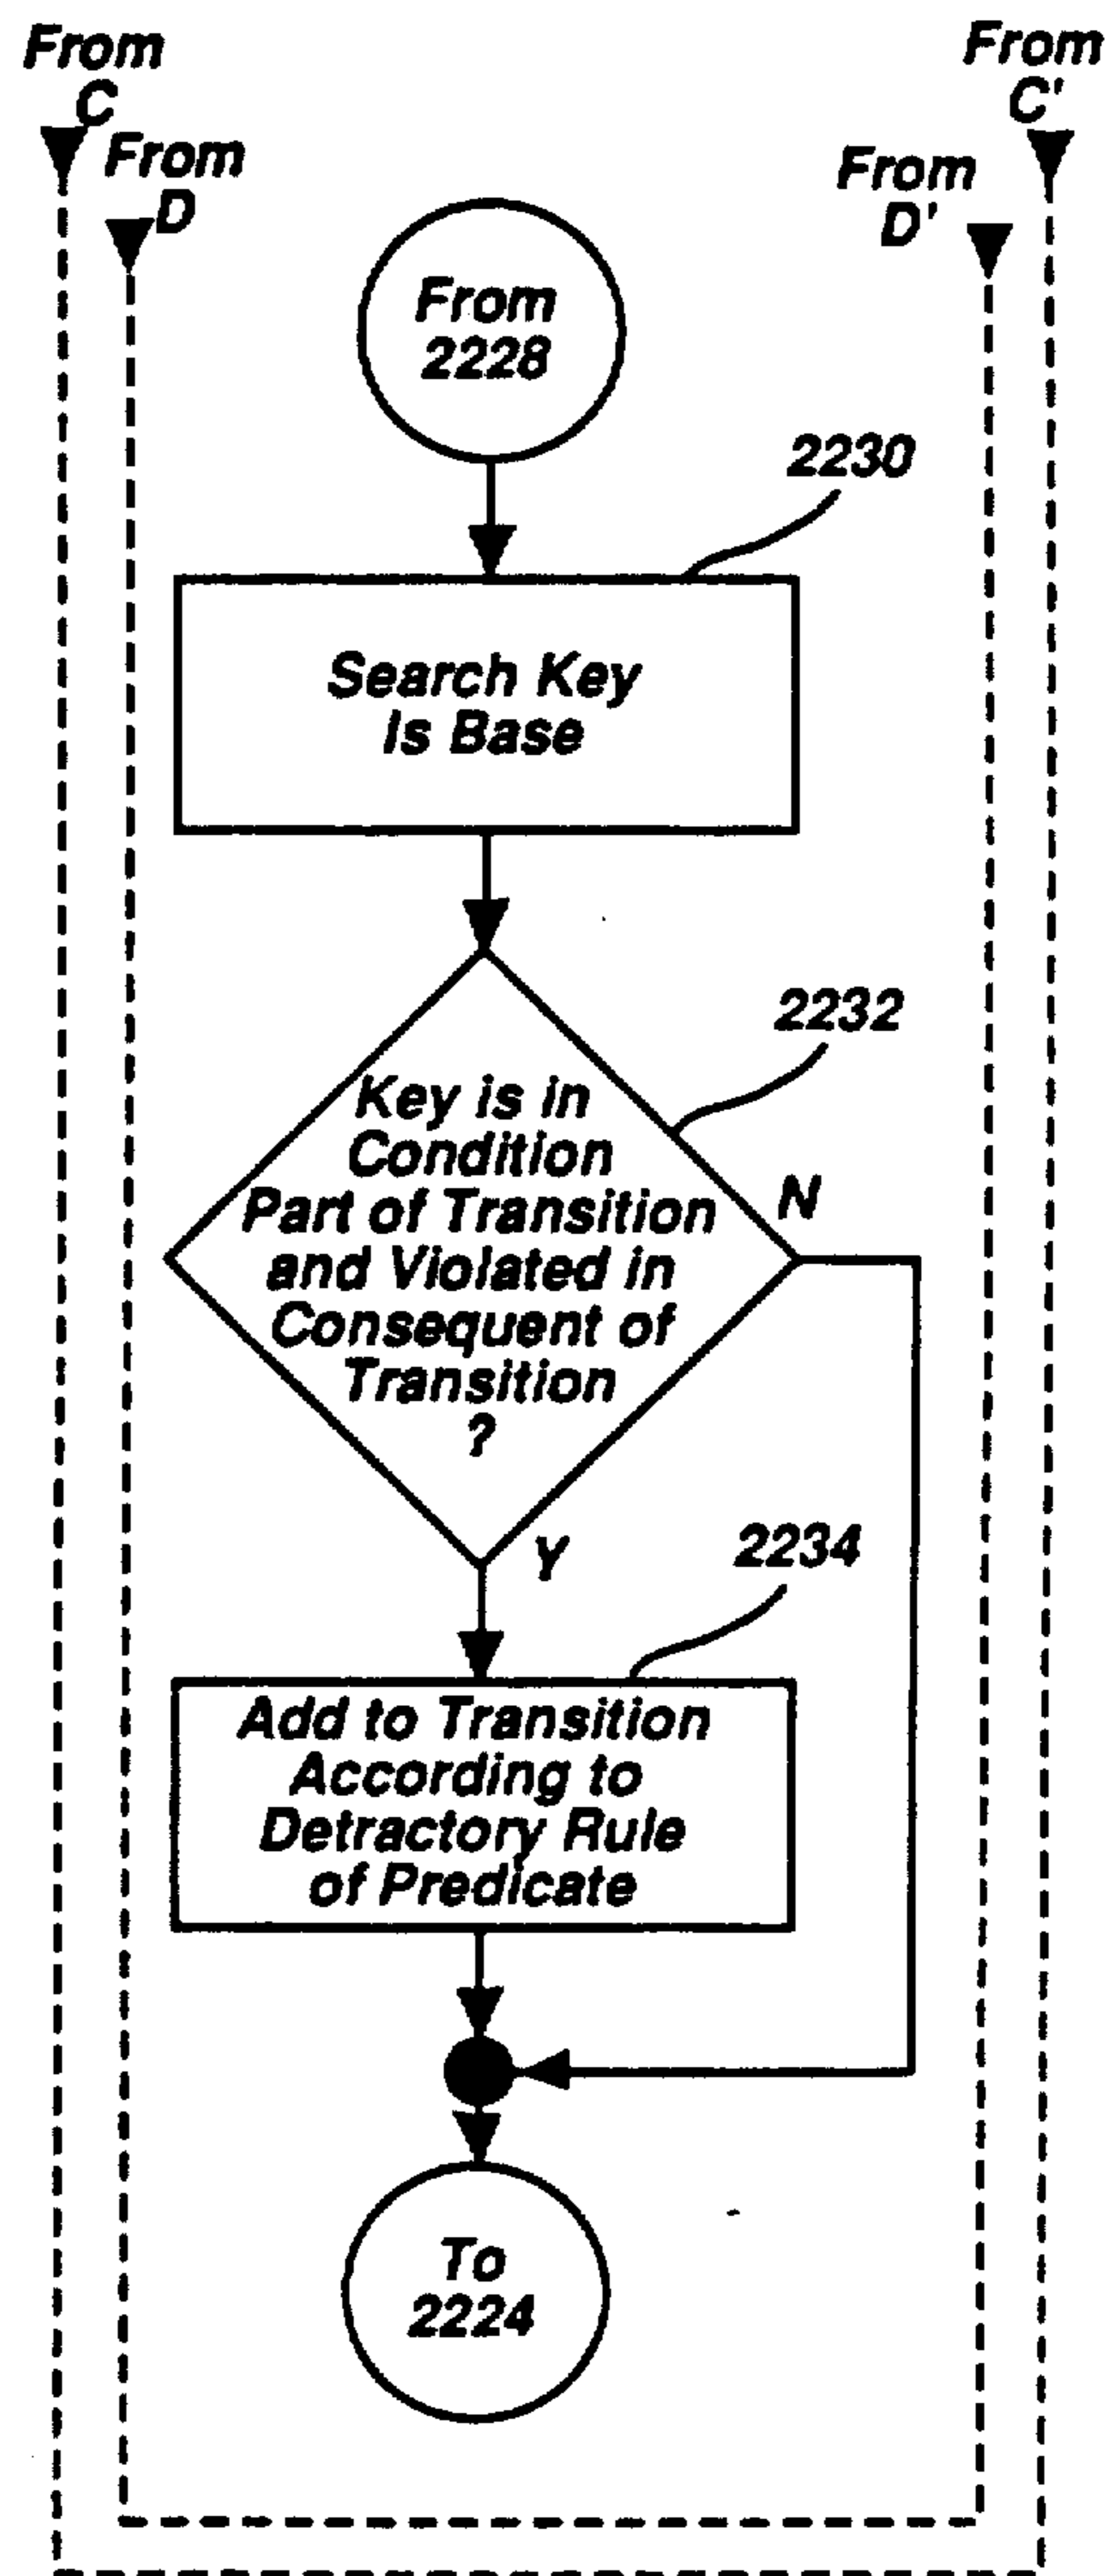 From
C
From
C'
From
D
From
D'
From
2228
2230
Search Key
Is Base
2232
Key is in
Condition
Part of Transition
and Violated in
Consequent of
Transition
?
N
Y
2234
Add to Transition
According to
Detractory Rule
of Predicate
To
2224